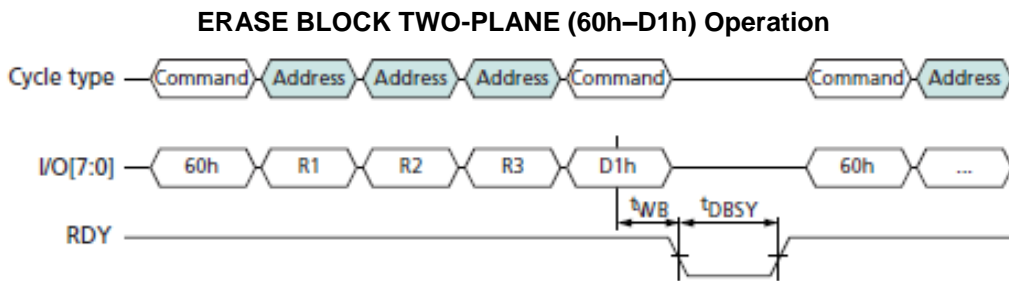 ERASE BLOCK TWO-PLANE (60h–D1h) Operation
Cycle type Command Address Address Address Command Command Address
I/O[7:0] 60h R1 R2 R3 D1h 60h ...
tWB tDBSY
RDY